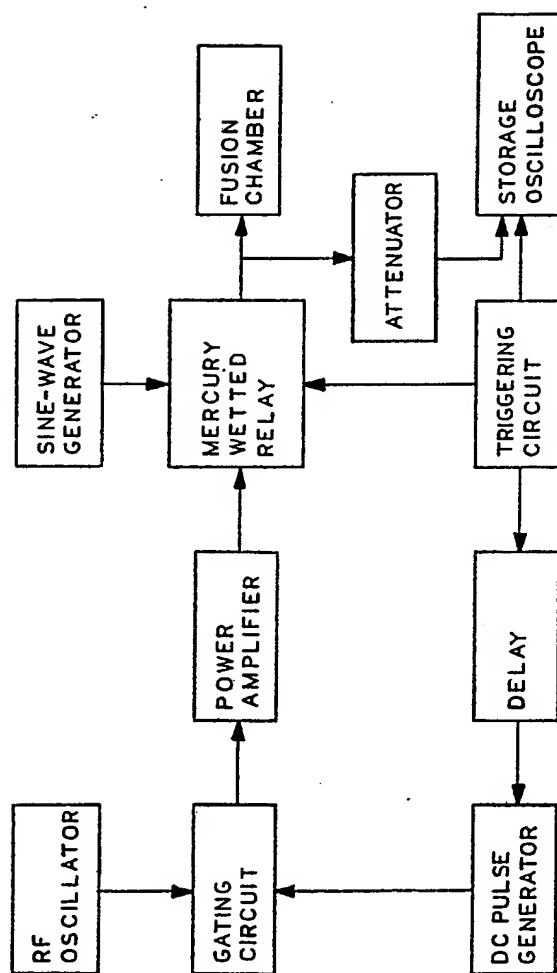 RF
OSCILLATOR
SINE-WAVE
GENERATOR
GATING
CIRCUIT
POWER
AMPLIFIER
MERCURY
WETTED
RELAY
FUSION
CHAMBER
ATTENUATOR
DC PULSE
GENERATOR
DELAY
TRIGGERING
CIRCUIT
STORAGE
OSCILLOSCOPE